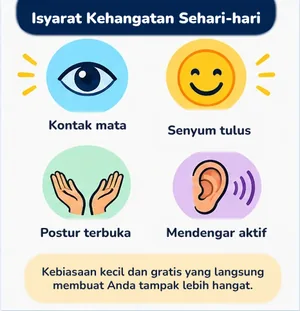 Isyarat Kehangatan Sehari-hari
Kontak mata
Senyum tulus
Postur terbuka
Mendengar aktif
Kebiasaan kecil dan gratis yang langsung
membuat Anda tampak lebih hangat.